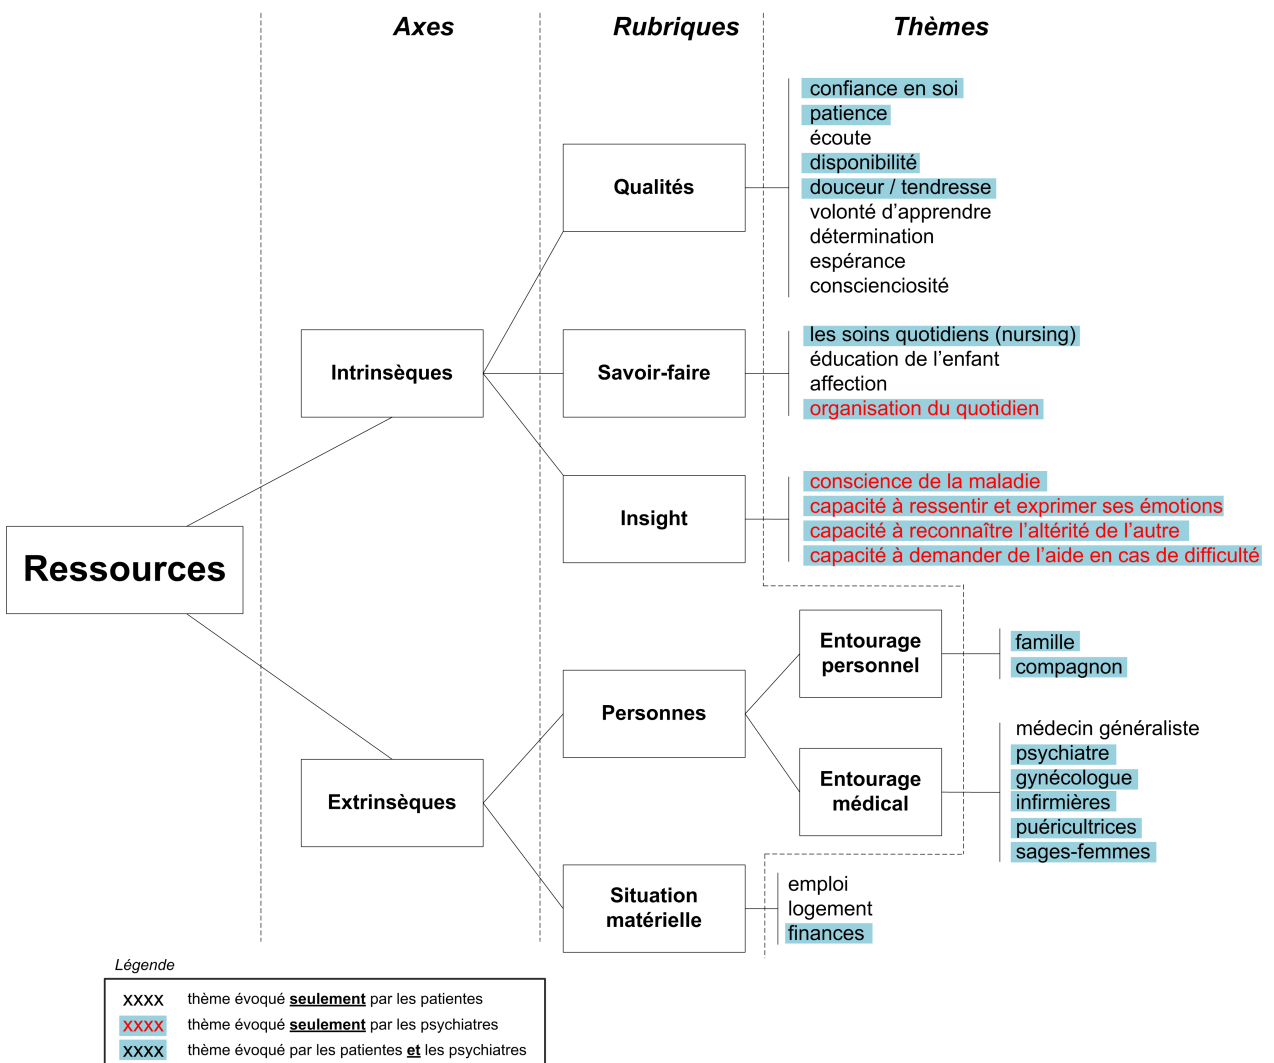 Axes
Rubriques
Thèmes
confiance en soi
patience
écoute
disponibilité
douceur / tendresse
volonté d'apprendre
détermination
espérance
conscienciosité
Qualités
les soins quotidiens (nursing)
éducation de l'enfant
affection
organisation du quotidien
Intrinsèques
Savoir-faire
conscience de la maladie
capacité à ressentir et exprimer ses émotions
capacité à reconnaître l'altérité de l'autre
capacité à demander de l'aide en cas de difficulté
Insight
Ressources
Entourage
personnel
famille
compagnon
Personnes
médecin généraliste
psychiatre
gynécologue
infirmières
puéricultrices
sages-femmes
Entourage
médical
Extrinsèques
Situation
matérielle
emploi
logement
finances
Légende
xxxx thème évoqué seulement par les patientes
xxxx thème évoqué seulement par les psychiatres
xxxx thème évoqué par les patientes et les psychiatres